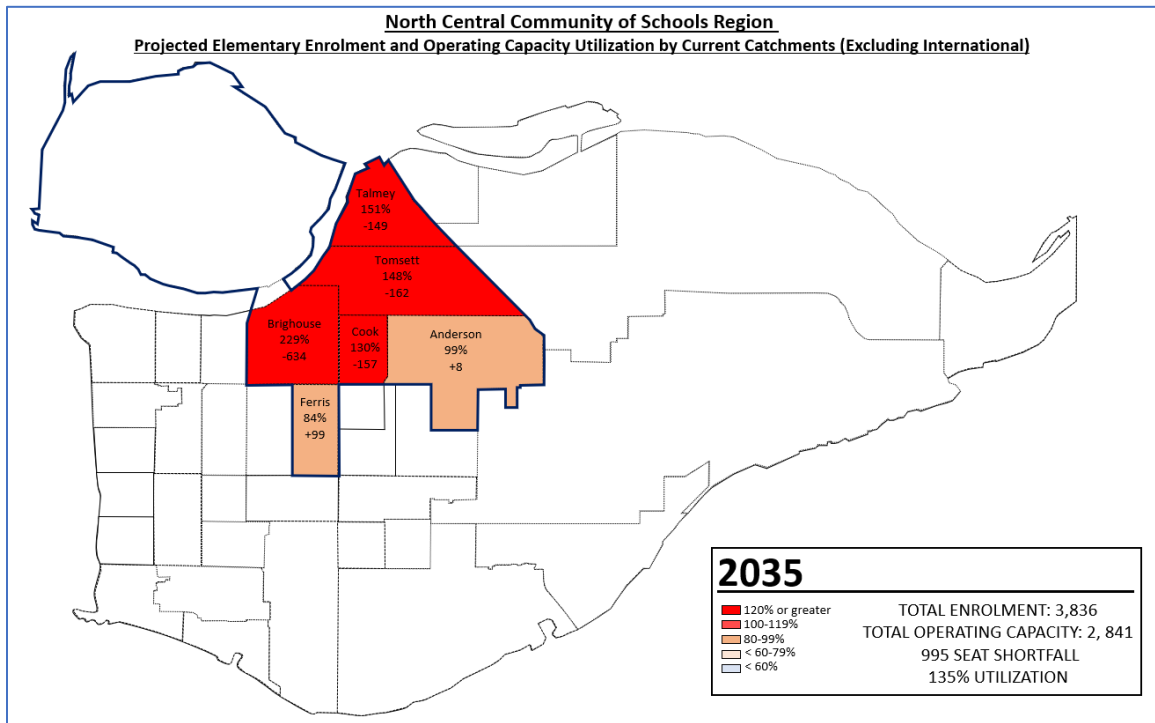 North Central Community of Schools Region
Projected Elementary Enrolment and Operating Capacity Utilization by Current Catchments (Excluding International)
Talmey
151%
-149
Tomsett
148%
-162
Brighouse
229%
-634
Cook
130%
-157
Anderson
99%
+8
Ferris
84%
+99
2035
120% or greater
100-119%
80-99%
< 60-79%
< 60%
TOTAL ENROLMENT: 3,836
TOTAL OPERATING CAPACITY: 2, 841
995 SEAT SHORTFALL
135% UTILIZATION